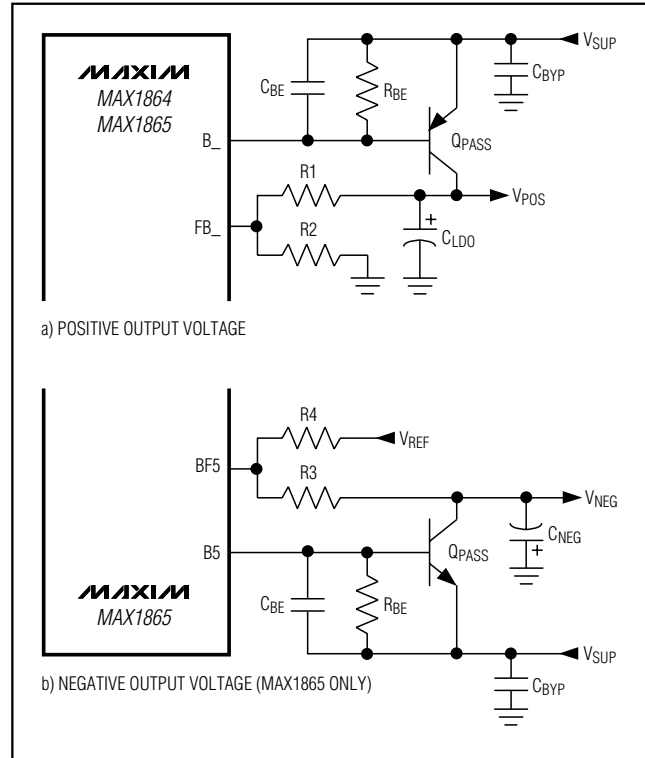 MAXIM
MAX1864
MAX1865
B_
FB_
CBE
RBE
QPASS
VSUP
CBYP
R1
R2
VPOS
+
CLDO
a) POSITIVE OUTPUT VOLTAGE
R4
VREF
BF5
R3
VNEG
B5
QPASS
CNEG
+
CBE
RBE
MAXIM
MAX1865
VSUP
CBYP
b) NEGATIVE OUTPUT VOLTAGE (MAX1865 ONLY)